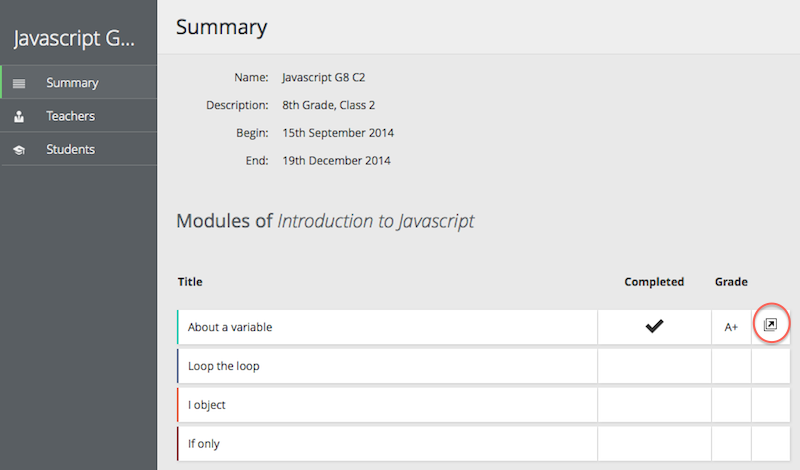 Javascript G...
Summary
Teachers
Students
Summary
Name: Javascript G8 C2
Description: 8th Grade, Class 2
Begin: 15th September 2014
End: 19th December 2014
Modules of Introduction to Javascript
Title Completed Grade
About a variable A+
Loop the loop
I object
If only